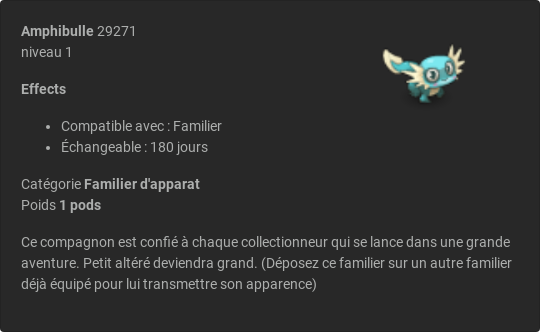 Amphibulle 29271
niveau 1
Effects
• Compatible avec : Familier
• Échangeable : 180 jours
Catégorie Familier d'apparat
Poids 1 pods
Ce compagnon est confié à chaque collectionneur qui se lance dans une grande
aventure. Petit altéré deviendra grand. (Déposez ce familier sur un autre familier
déjà équipé pour lui transmettre son apparence)